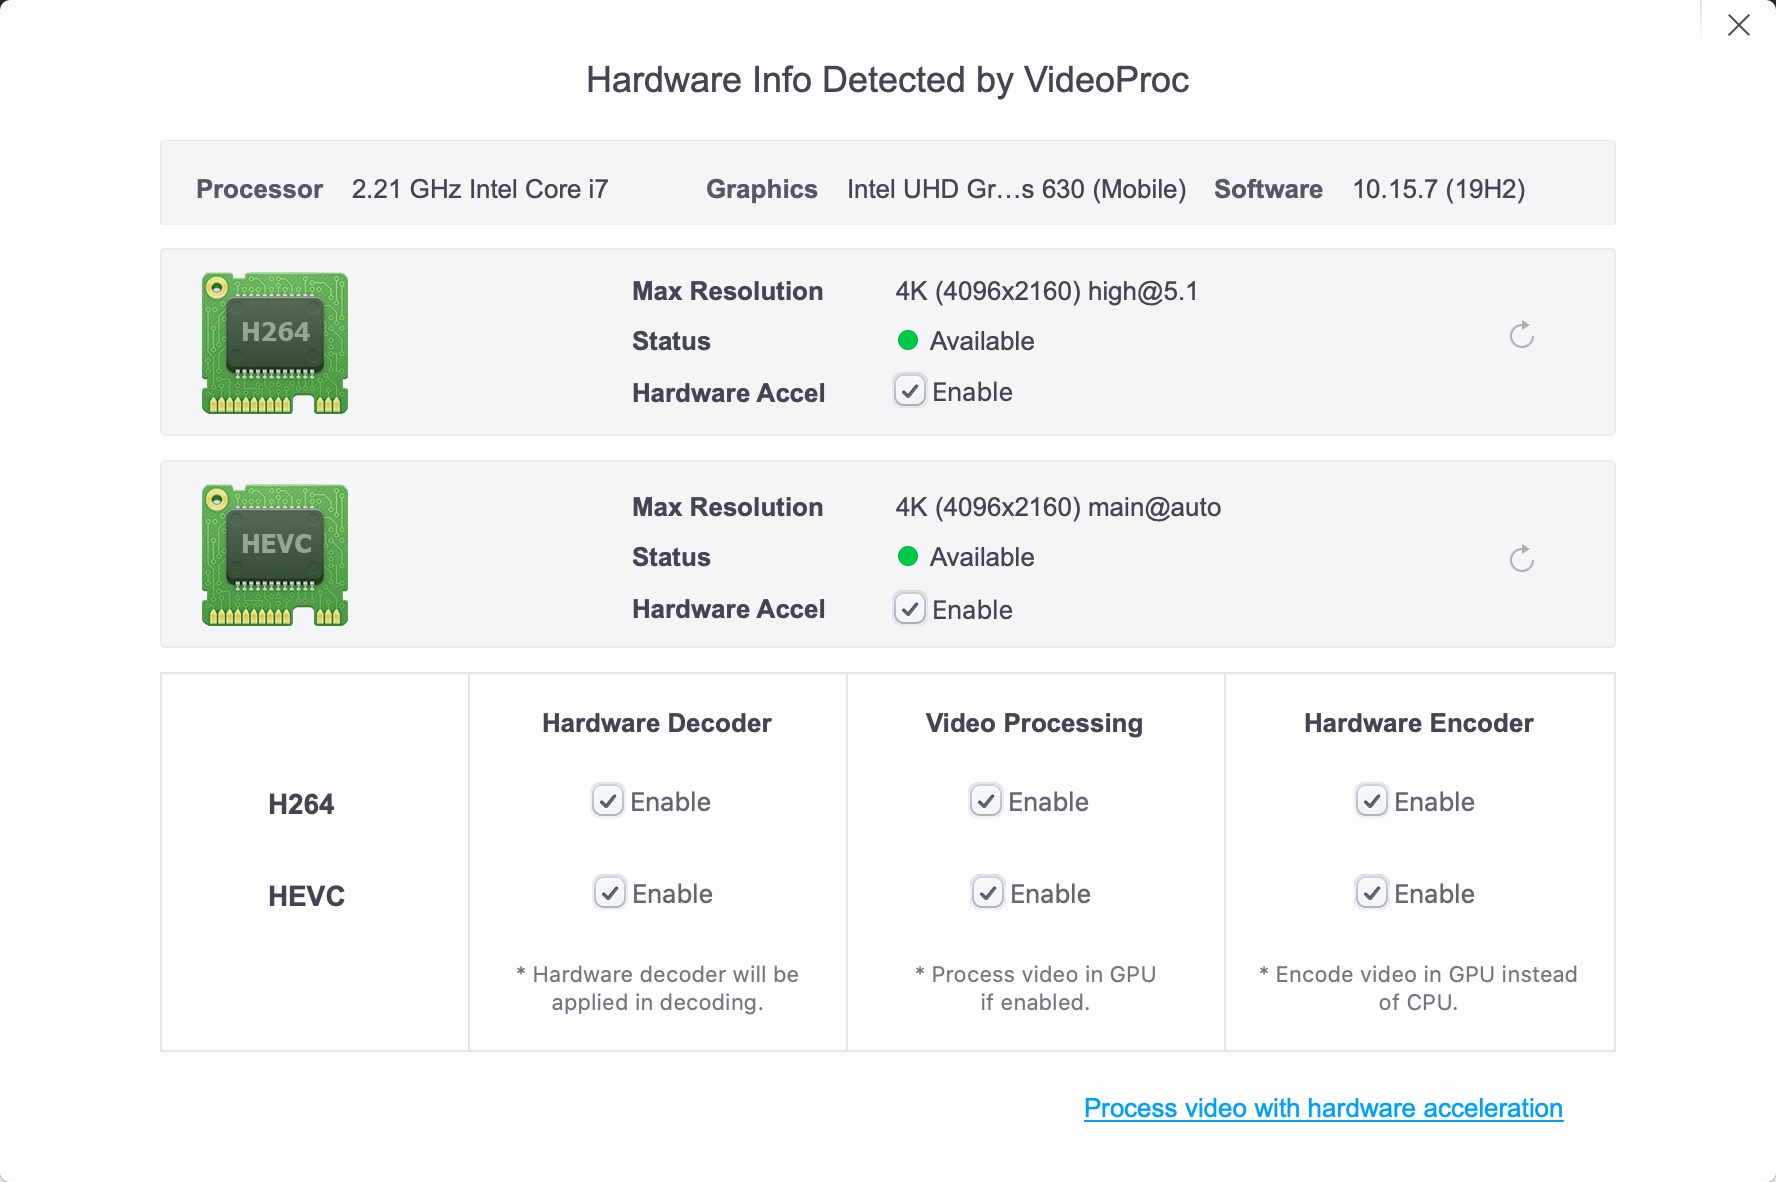 Hardware Info Detected by VideoProc
Processor 2.21 GHz Intel Core i7 Graphics Intel UHD Gr...s 630 (Mobile) Software 10.15.7 (19H2)
H264
Max Resolution 4K (4096x2160) high@5.1
Status Available
Hardware Accel Enable
HEVC
Max Resolution 4K (4096x2160) main@auto
Status Available
Hardware Accel Enable
Hardware Decoder Video Processing Hardware Encoder
H264 Enable Enable Enable
HEVC Enable Enable Enable
* Hardware decoder will be
applied in decoding.
* Process video in GPU
if enabled.
* Encode video in GPU instead
of CPU.
Process video with hardware acceleration